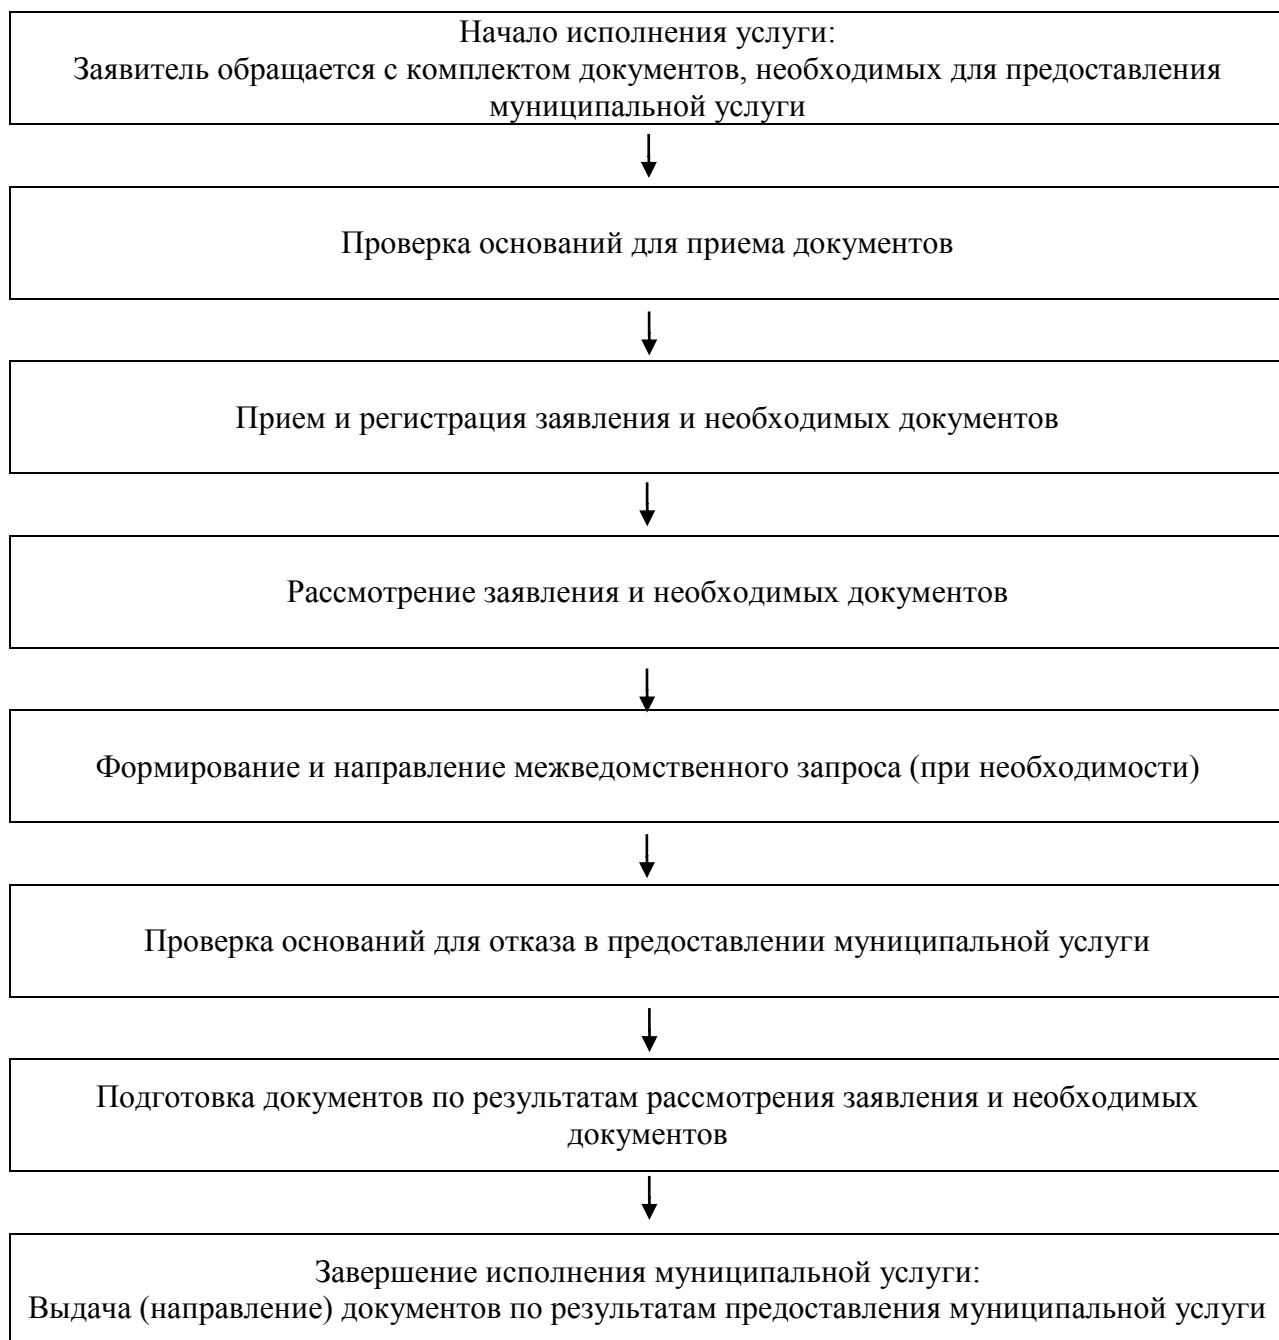 Начало исполнения услуги:
Заявитель обращается с комплектом документов, необходимых для предоставления
муниципальной услуги
Проверка оснований для приема документов
Прием и регистрация заявления и необходимых документов
Рассмотрение заявления и необходимых документов
Формирование и направление межведомственного запроса (при необходимости)
Проверка оснований для отказа в предоставлении муниципальной услуги
Подготовка документов по результатам рассмотрения заявления и необходимых
документов
Завершение исполнения муниципальной услуги:
Выдача (направление) документов по результатам предоставления муниципальной услуги